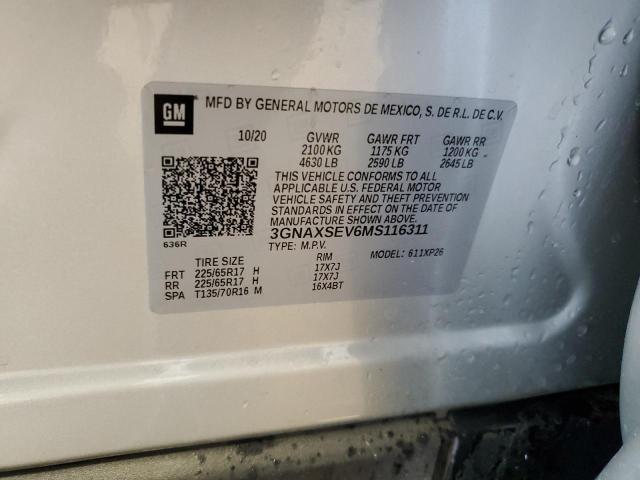 GM MFD BY GENERAL MOTORS DE MEXICO, S. DE R.L. DE C.V.
10/20 GVWR GAWR FRT GAWR RR
2100 KG 1175 KG 1200 KG
4630 LB 2590 LB 2645 LB
THIS VEHICLE CONFORMS TO ALL
APPLICABLE U.S. FEDERAL MOTOR
VEHICLE SAFETY AND THEFT PREVENTION
STANDARDS IN EFFECT ON THE DATE OF
MANUFACTURE SHOWN ABOVE.
3GNAXSEV6MS116311
636R TYPE: M.P.V. MODEL: 611XP26
TIRE SIZE RIM
FRT 225/65R17 H 17X7J
RR 225/65R17 H 17X7J
SPA T135/70R16 M 16X4BT